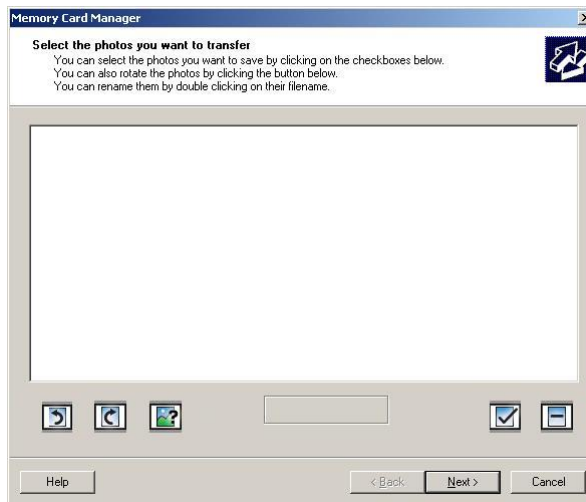 Memory Card Manager
Select the photos you want to transfer
You can select the photos you want to save by clicking on the checkboxes below.
You can also rotate the photos by clicking the button below.
You can rename them by double clicking on their filename.
Help
< Back
Next >
Cancel